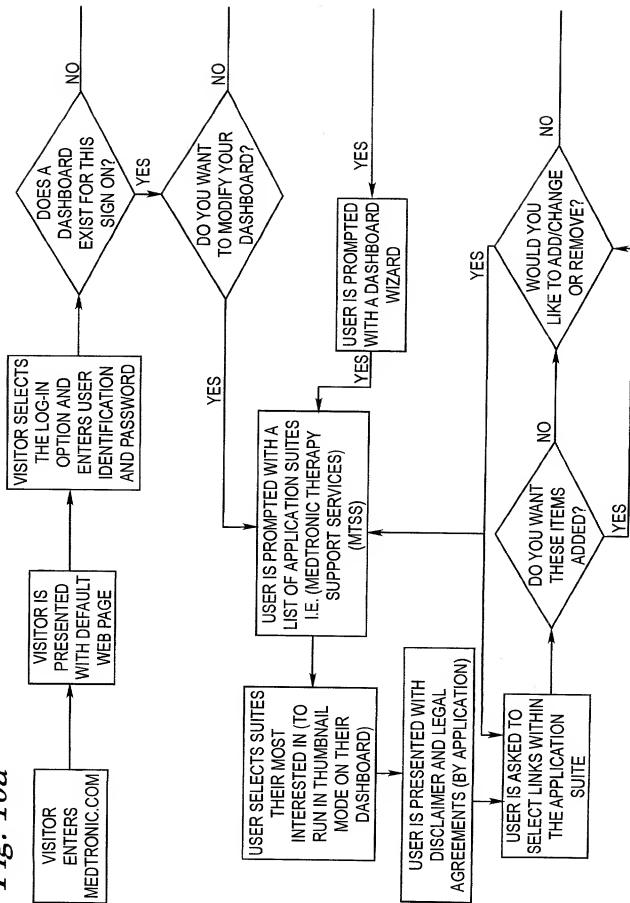 Fig. 10a
VISITOR
ENTERS
MEDTRONIC.COM
VISITOR IS
PRESENTED
WITH DEFAULT
WEB PAGE
VISITOR SELECTS
THE LOG-IN
OPTION AND
ENTERS USER
IDENTIFICATION
AND PASSWORD
DOES A
DASHBOARD
EXIST FOR THIS
SIGN ON?
NO
YES
DO YOU WANT
TO MODIFY YOUR
DASHBOARD?
NO
YES
YES
USER IS PROMPTED
WITH A DASHBOARD
WIZARD
YES
USER IS PROMPTED WITH A
LIST OF APPLICATION SUITES
I.E. (MEDTRONIC THERAPY
SUPPORT SERVICES)
(MTSS)
USER SELECTS SUITES
THEIR MOST
INTERESTED IN (TO
RUN IN THUMBNAIL
MODE ON THEIR
DASHBOARD)
USER IS PRESENTED WITH
DISCLAIMER AND LEGAL
AGREEMENTS (BY APPLICATION)
USER IS ASKED TO
SELECT LINKS WITHIN
THE APPLICATION
SUITE
DO YOU WANT
THESE ITEMS
ADDED?
NO
YES
WOULD YOU
LIKE TO ADD/CHANGE
OR REMOVE?
YES
NO